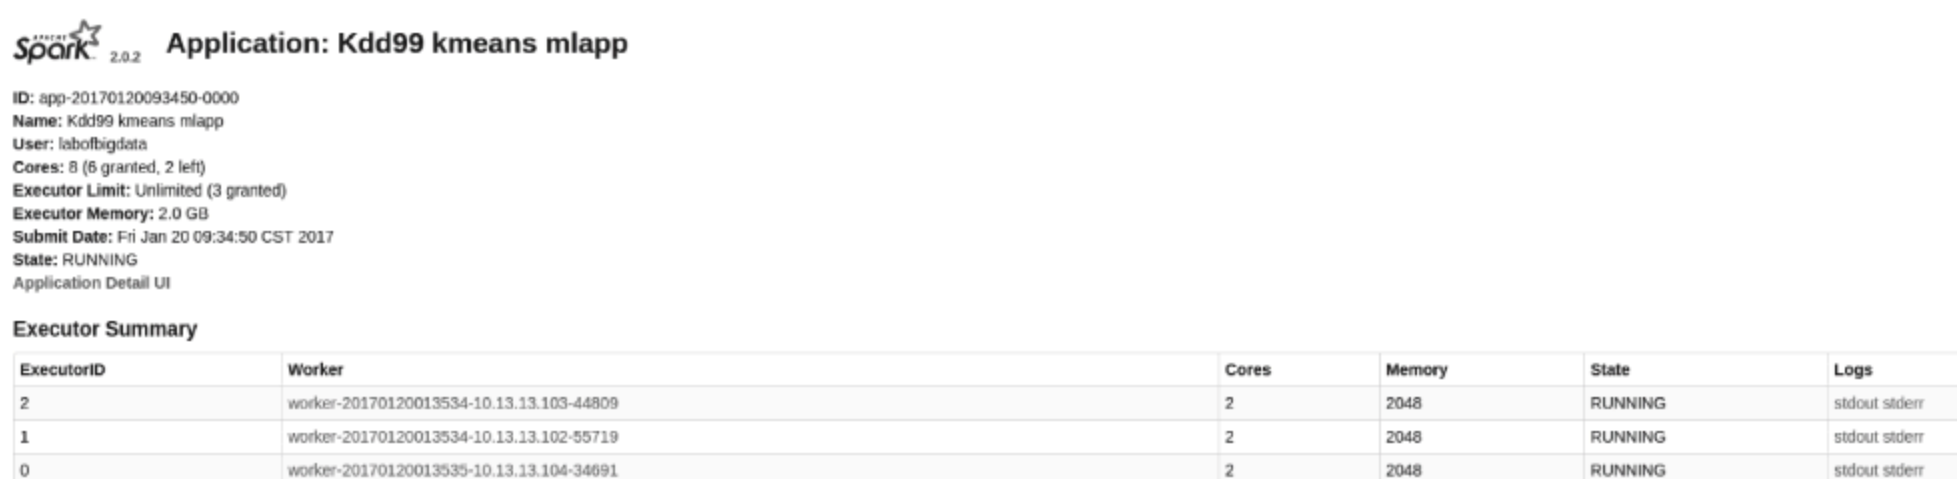 APACHE
Spark 2.0.2 Application: Kdd99 kmeans mlapp
ID: app-20170120093450-0000
Name: Kdd99 kmeans mlapp
User: labofbigdata
Cores: 8 (6 granted, 2 left)
Executor Limit: Unlimited (3 granted)
Executor Memory: 2.0 GB
Submit Date: Fri Jan 20 09:34:50 CST 2017
State: RUNNING
Application Detail UI
Executor Summary
ExecutorID Worker Cores Memory State Logs
2 worker-20170120013534-10.13.13.103-44809 2 2048 RUNNING stdout stderr
1 worker-20170120013534-10.13.13.102-55719 2 2048 RUNNING stdout stderr
0 worker-20170120013535-10.13.13.104-34691 2 2048 RUNNING stdout stderr